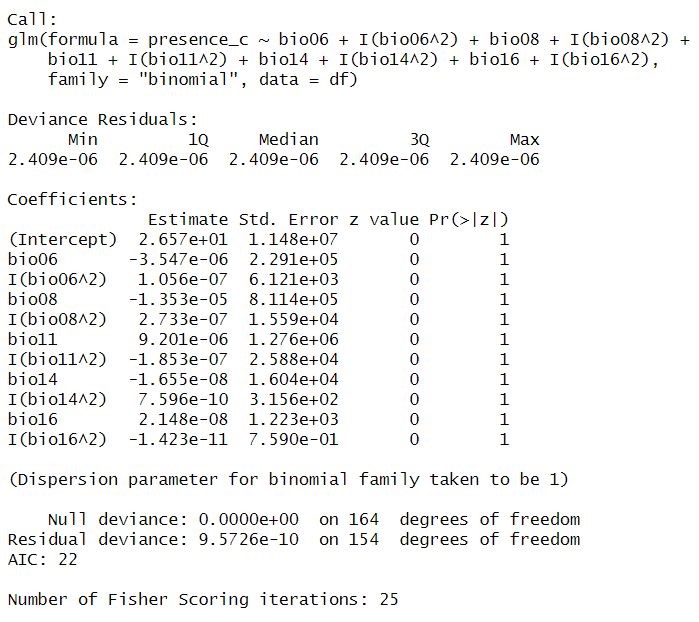 Call:
glm(formula = presence_c ~ bio06 + I(bio06^2) + bio08 + I(bio08^2) +
    bio11 + I(bio11^2) + bio14 + I(bio14^2) + bio16 + I(bio16^2),
    family = "binomial", data = df)

Deviance Residuals:
      Min         1Q     Median         3Q        Max
2.409e-06  2.409e-06  2.409e-06  2.409e-06  2.409e-06

Coefficients:
              Estimate Std. Error z value Pr(>|z|)
(Intercept)  2.657e+01  1.148e+07       0        1
bio06       -3.547e-06  2.291e+05       0        1
I(bio06^2)   1.056e-07  6.121e+03       0        1
bio08       -1.353e-05  8.114e+05       0        1
I(bio08^2)   2.733e-07  1.559e+04       0        1
bio11        9.201e-06  1.276e+06       0        1
I(bio11^2)  -1.853e-07  2.588e+04       0        1
bio14       -1.655e-08  1.604e+04       0        1
I(bio14^2)   7.596e-10  3.156e+02       0        1
bio16        2.148e-08  1.223e+03       0        1
I(bio16^2)  -1.423e-11  7.590e-01       0        1

(Dispersion parameter for binomial family taken to be 1)

    Null deviance: 0.0000e+00  on 164  degrees of freedom
Residual deviance: 9.5726e-10  on 154  degrees of freedom
AIC: 22

Number of Fisher Scoring iterations: 25